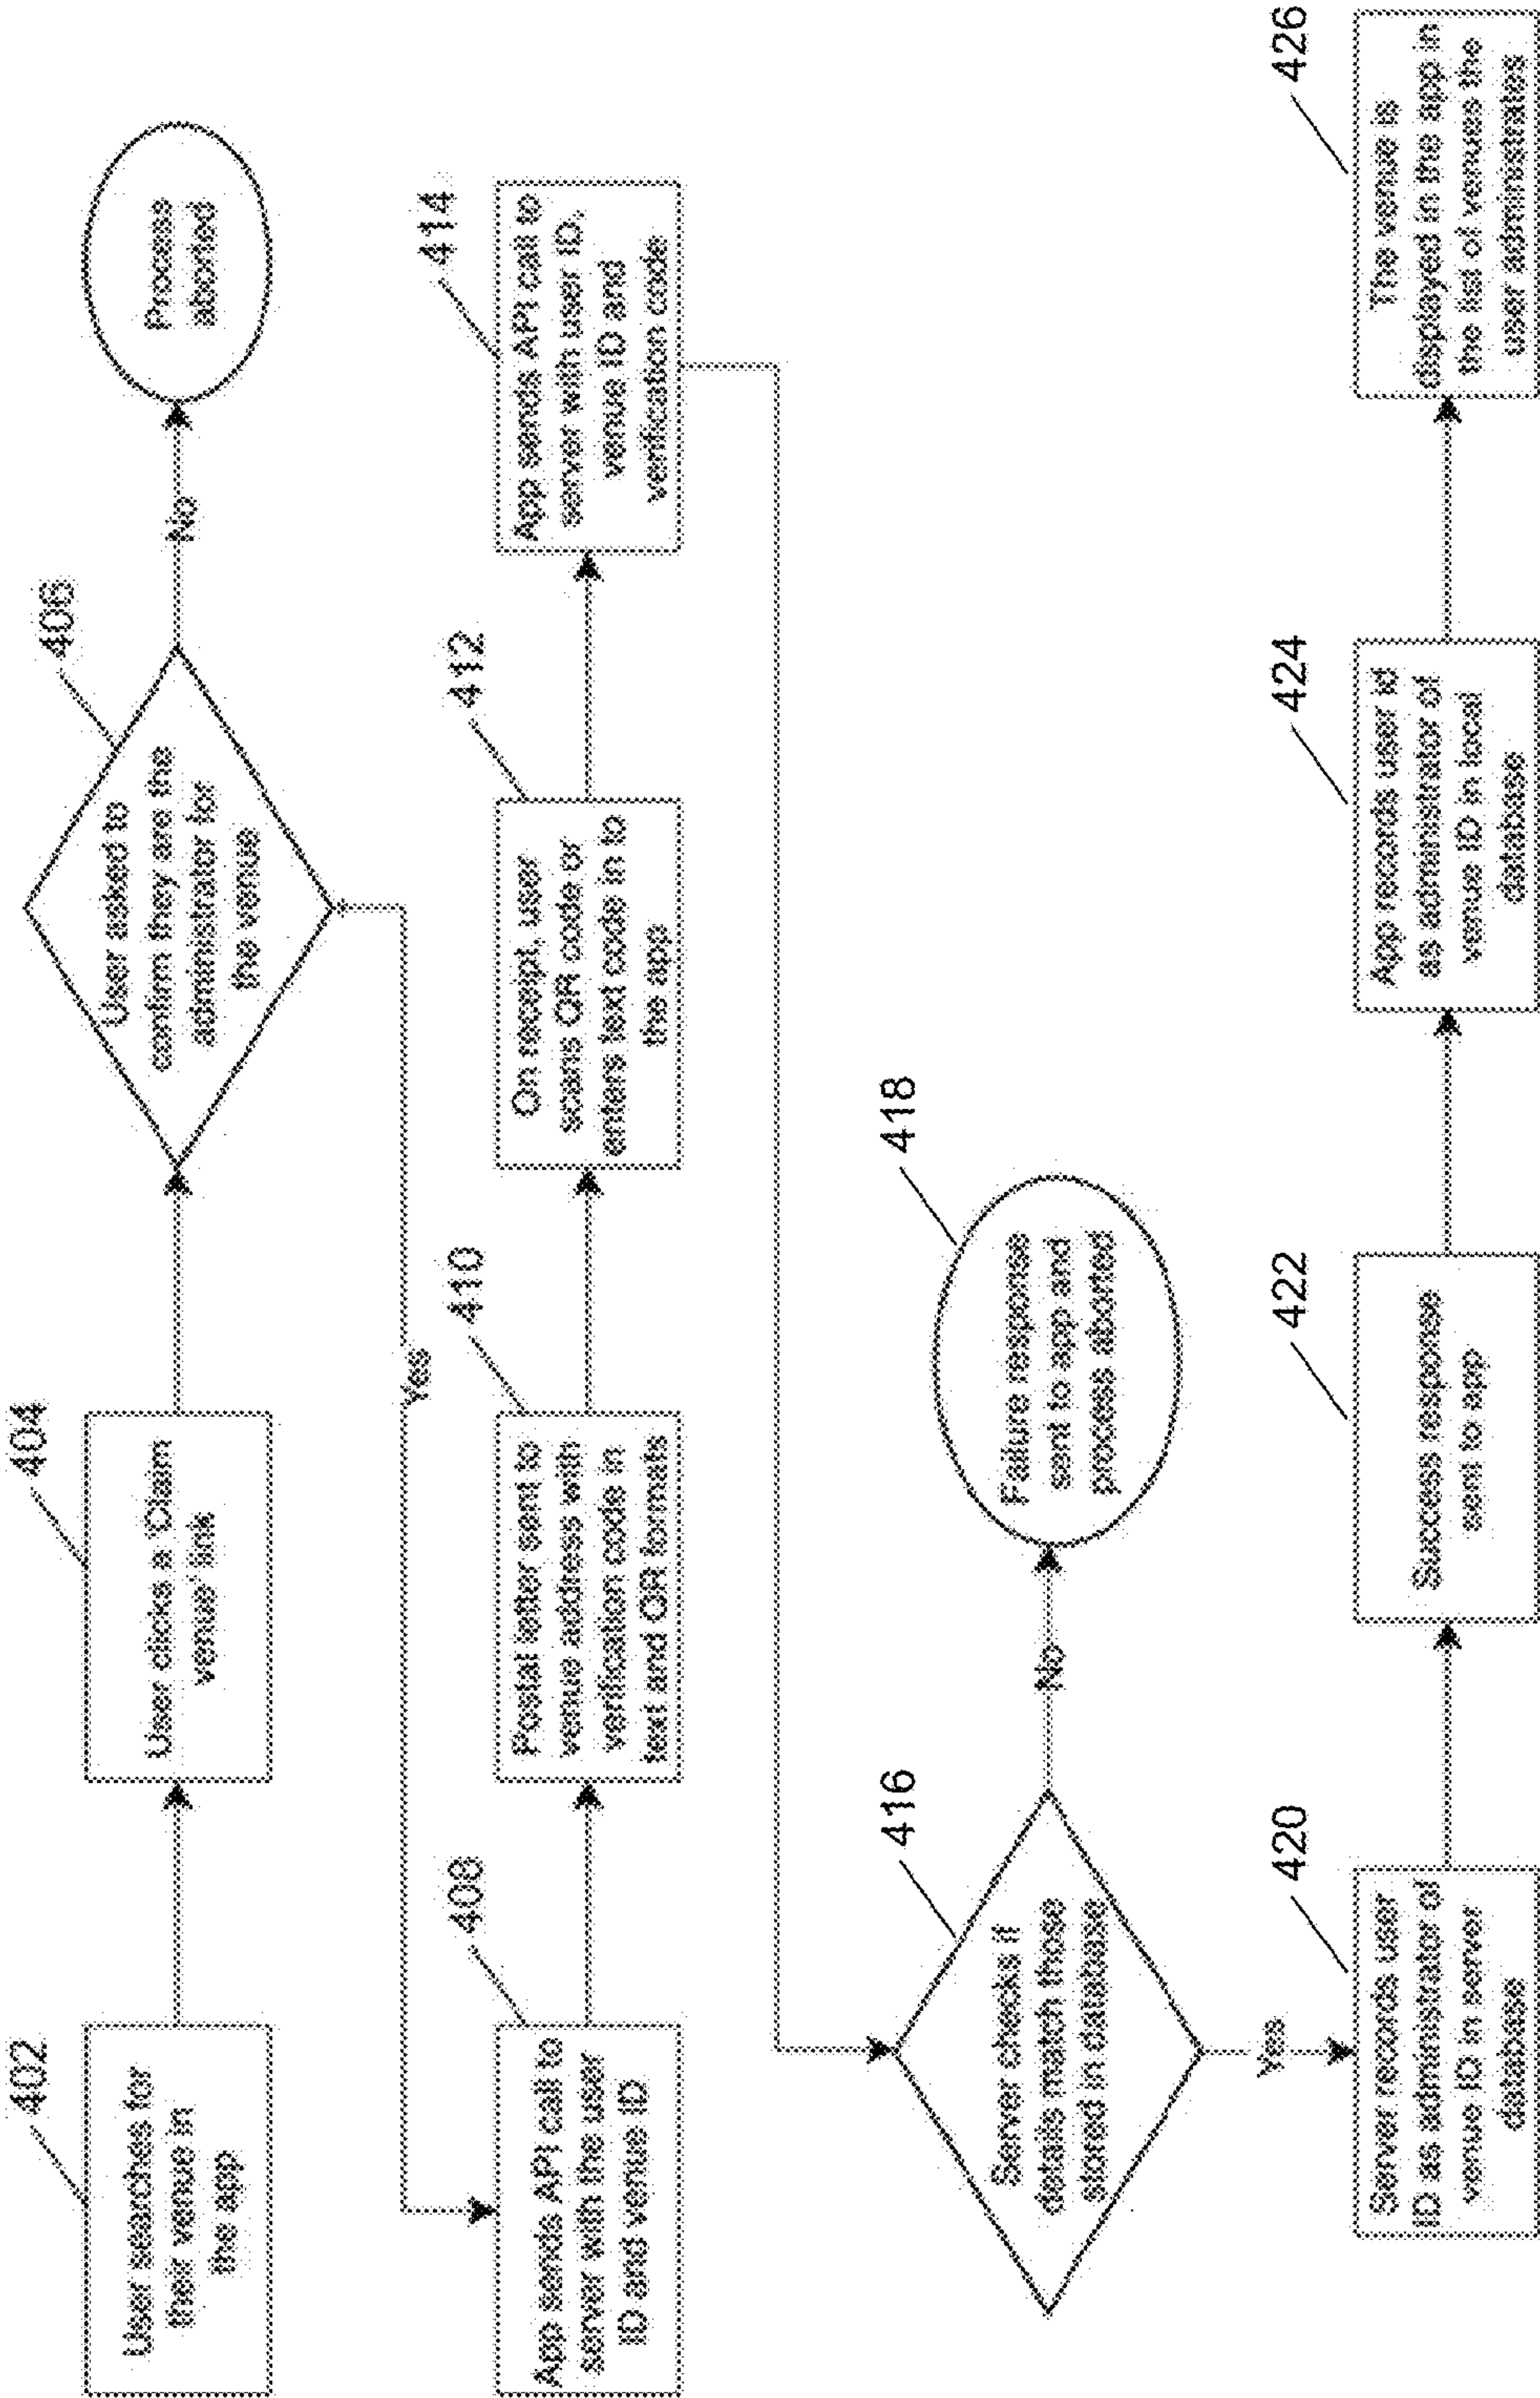 402
User searches for
their venue in
the app
404
User clicks a 'Claim
venue' link
406
User asked to
confirm they are the
administrator for
the venue
No
Process
aborted
Yes
408
App sends API call to
server with the user
ID and venue ID
410
Postal letter sent to
venue address with
verification code in
text and QR formats
412
On receipt, user
scans QR code or
enters text code in to
the app
414
App sends API call to
server with user ID,
venue ID and
verification code
416
Server checks if
details match those
stored in database
No
418
Failure response
sent to app and
process aborted
Yes
420
Server records user
ID as administrator of
venue ID in server
database
422
Success response
sent to app
424
App records user id
as administrator of
venue ID in local
database
426
The venue is
displayed in the app in
the list of venues the
user administrates